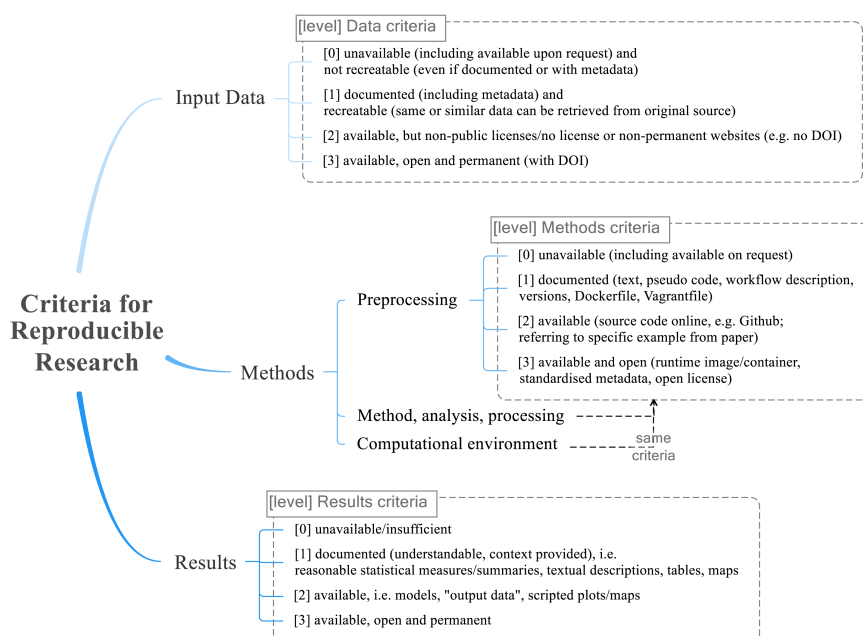 [level] Data criteria
[0] unavailable (including available upon request) and
not recreatable (even if documented or with metadata)
Input Data
[1] documented (including metadata) and
recreatable (same or similar data can be retrieved from original source)
[2] available, but non-public licenses/no license or non-permanent websites (e.g. no DOI)
[3] available, open and permanent (with DOI)
Criteria for
Reproducible
Research
Methods
[level] Methods criteria
Preprocessing
[0] unavailable (including available on request)
[1] documented (text, pseudo code, workflow description,
versions, Dockerfile, Vagrantfile)
[2] available (source code online, e.g. Github;
referring to specific example from paper)
[3] available and open (runtime image/container,
standardised metadata, open license)
Method, analysis, processing
Computational environment
same
criteria
[level] Results criteria
Results
[0] unavailable/insufficient
[1] documented (understandable, context provided), i.e.
reasonable statistical measures/summaries, textual descriptions, tables, maps
[2] available, i.e. models, "output data", scripted plots/maps
[3] available, open and permanent